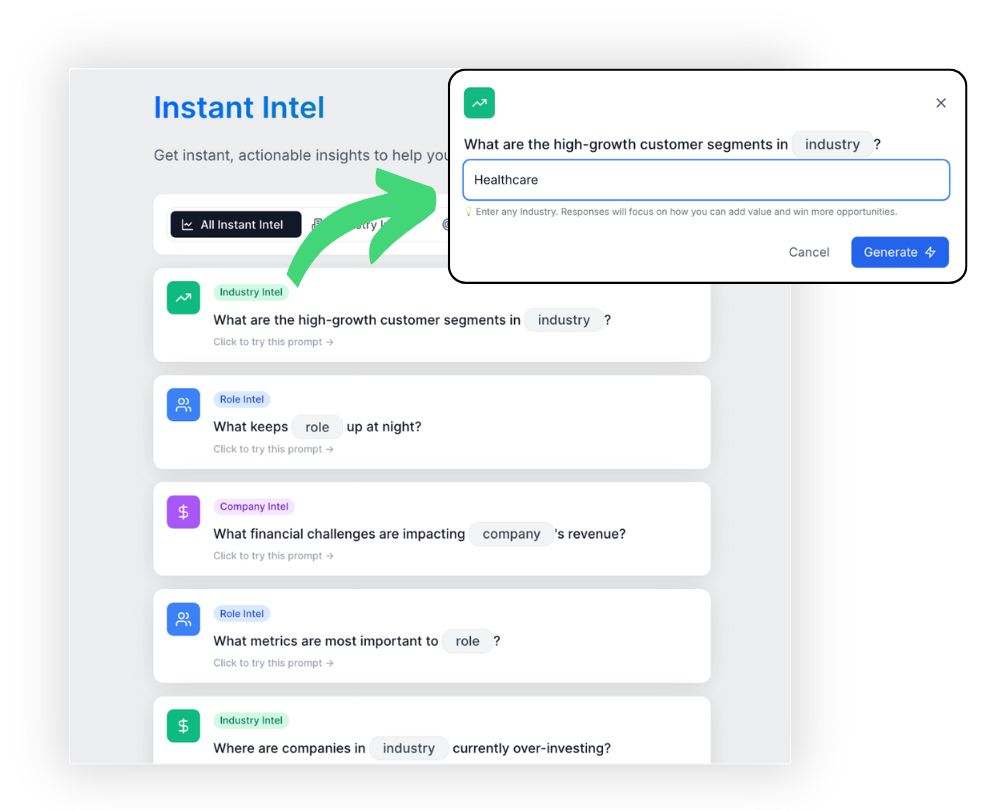 Instant Intel
Get instant, actionable insights to help you
All Instant Intel
What are the high-growth customer segments in industry ?
Healthcare
💡 Enter any Industry. Responses will focus on how you can add value and win more opportunities.
Cancel
Generate
Industry Intel
What are the high-growth customer segments in industry ?
Click to try this prompt →
Role Intel
What keeps role up at night?
Click to try this prompt →
Company Intel
What financial challenges are impacting company 's revenue?
Click to try this prompt →
Role Intel
What metrics are most important to role ?
Click to try this prompt →
Industry Intel
Where are companies in industry currently over-investing?